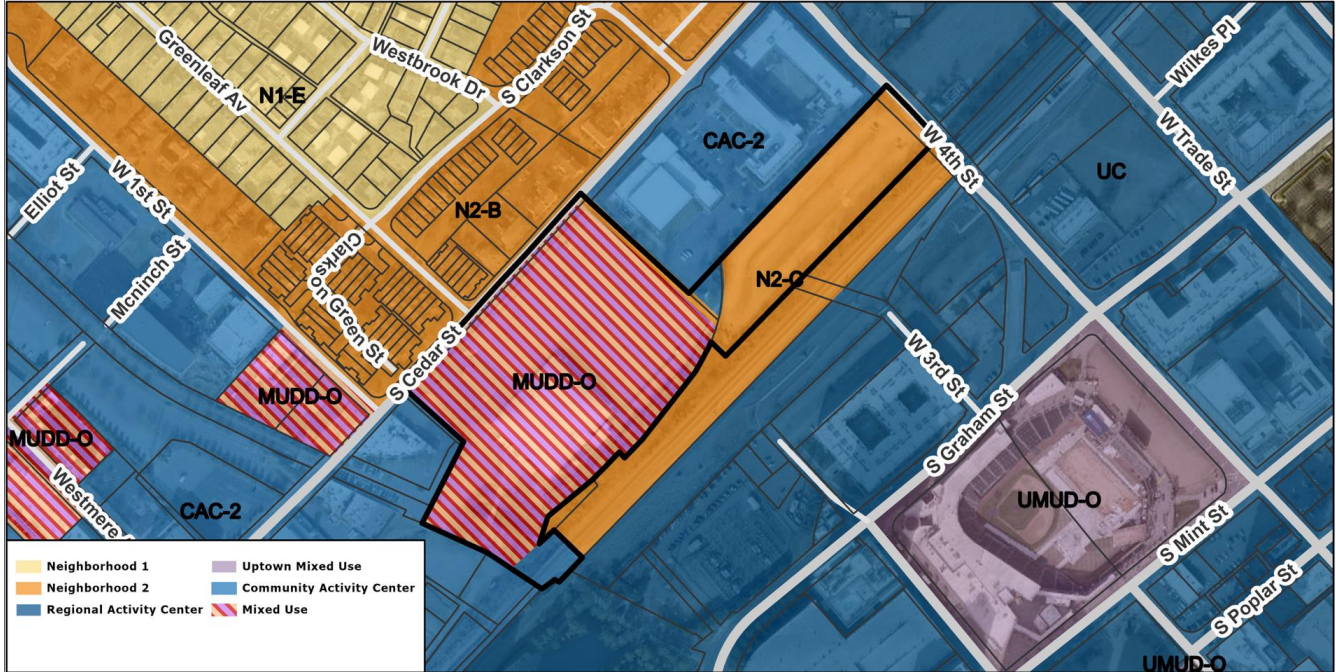 Greenleaf Av
Westbrook Dr
S Clarkson St
N1-E
Wilkes Pl
W 4th St
W Trade St
CAC-2
UC
Elliot St
W 1st St
N2-B
Mcninch St
Clarkson Green St
N2-C
S Cedar St
MUDD-O
MUDD-O
W 3rd St
S Graham St
MUDD-O
UMUD-O
Westmere
CAC-2
S Mint St
S Poplar St
UMUD-O
Neighborhood 1
Neighborhood 2
Regional Activity Center
Uptown Mixed Use
Community Activity Center
Mixed Use